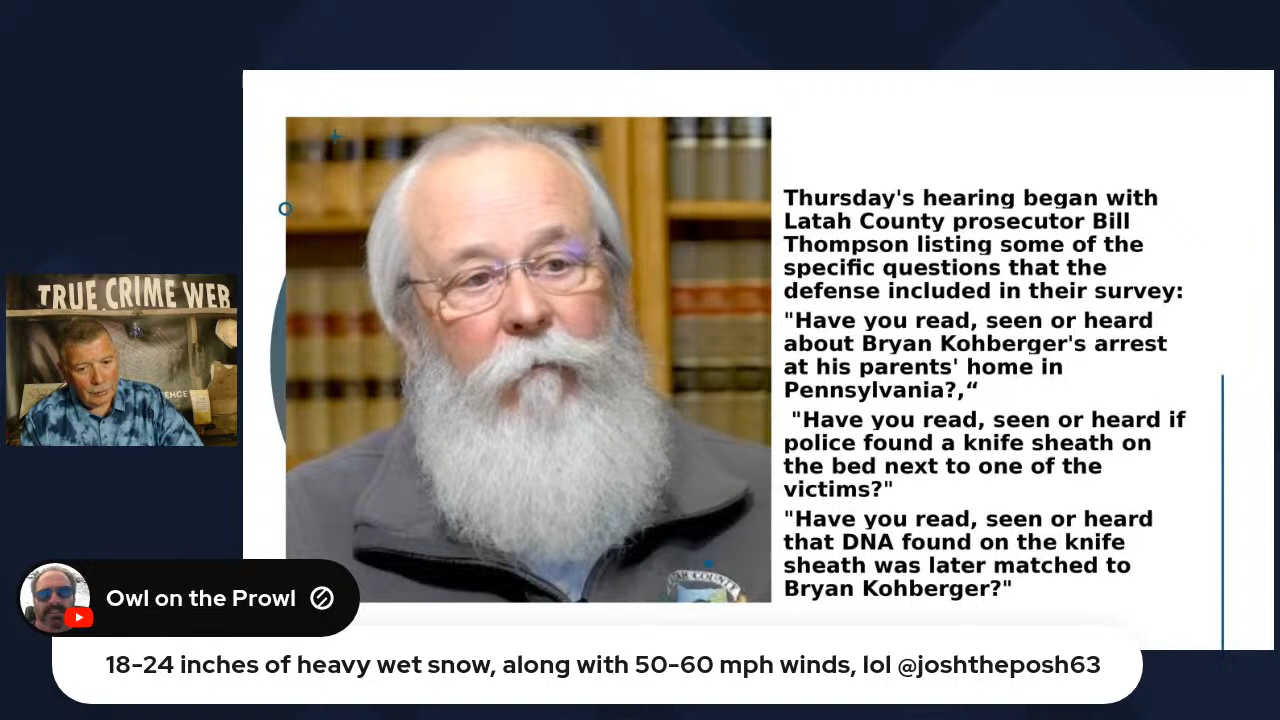 TRUE CRIME WEB
Thursday's hearing began with
Latah County prosecutor Bill
Thompson listing some of the
specific questions that the
defense included in their survey:
"Have you read, seen or heard
about Bryan Kohberger's arrest
at his parents' home in
Pennsylvania?,“
"Have you read, seen or heard if
police found a knife sheath on
the bed next to one of the
victims?"
"Have you read, seen or heard
that DNA found on the knife
sheath was later matched to
Bryan Kohberger?"
Owl on the Prowl
18-24 inches of heavy wet snow, along with 50-60 mph winds, lol @joshtheposh63